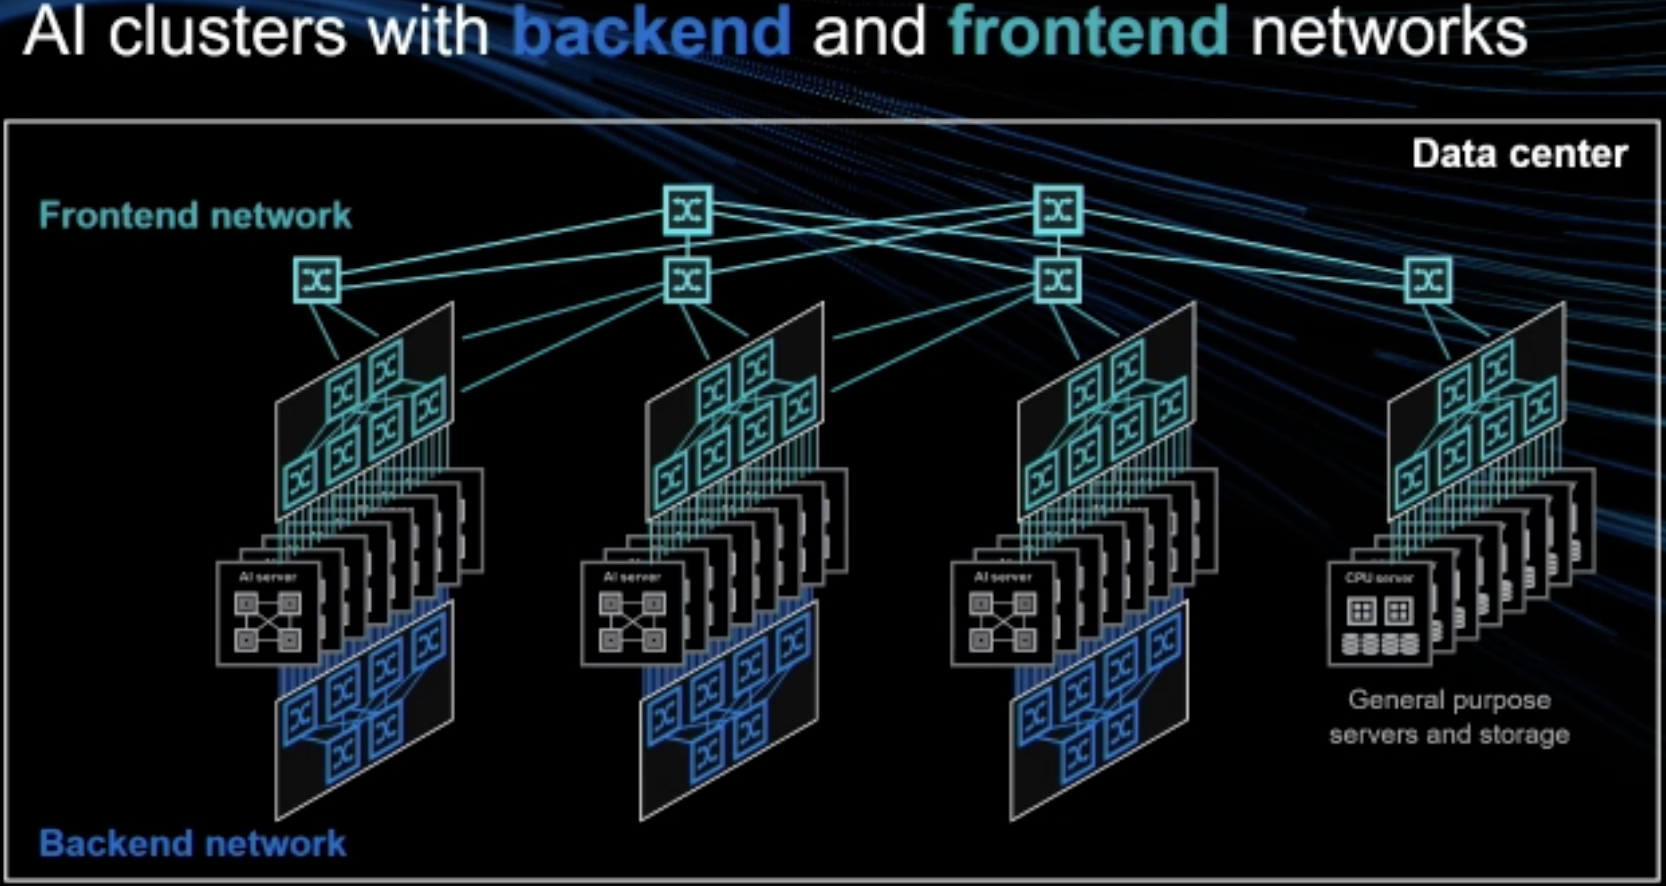 AI clusters with backend and frontend networks
Data center
Frontend network
AI server
AI server
AI server
CPU server
General purpose
servers and storage
Backend network